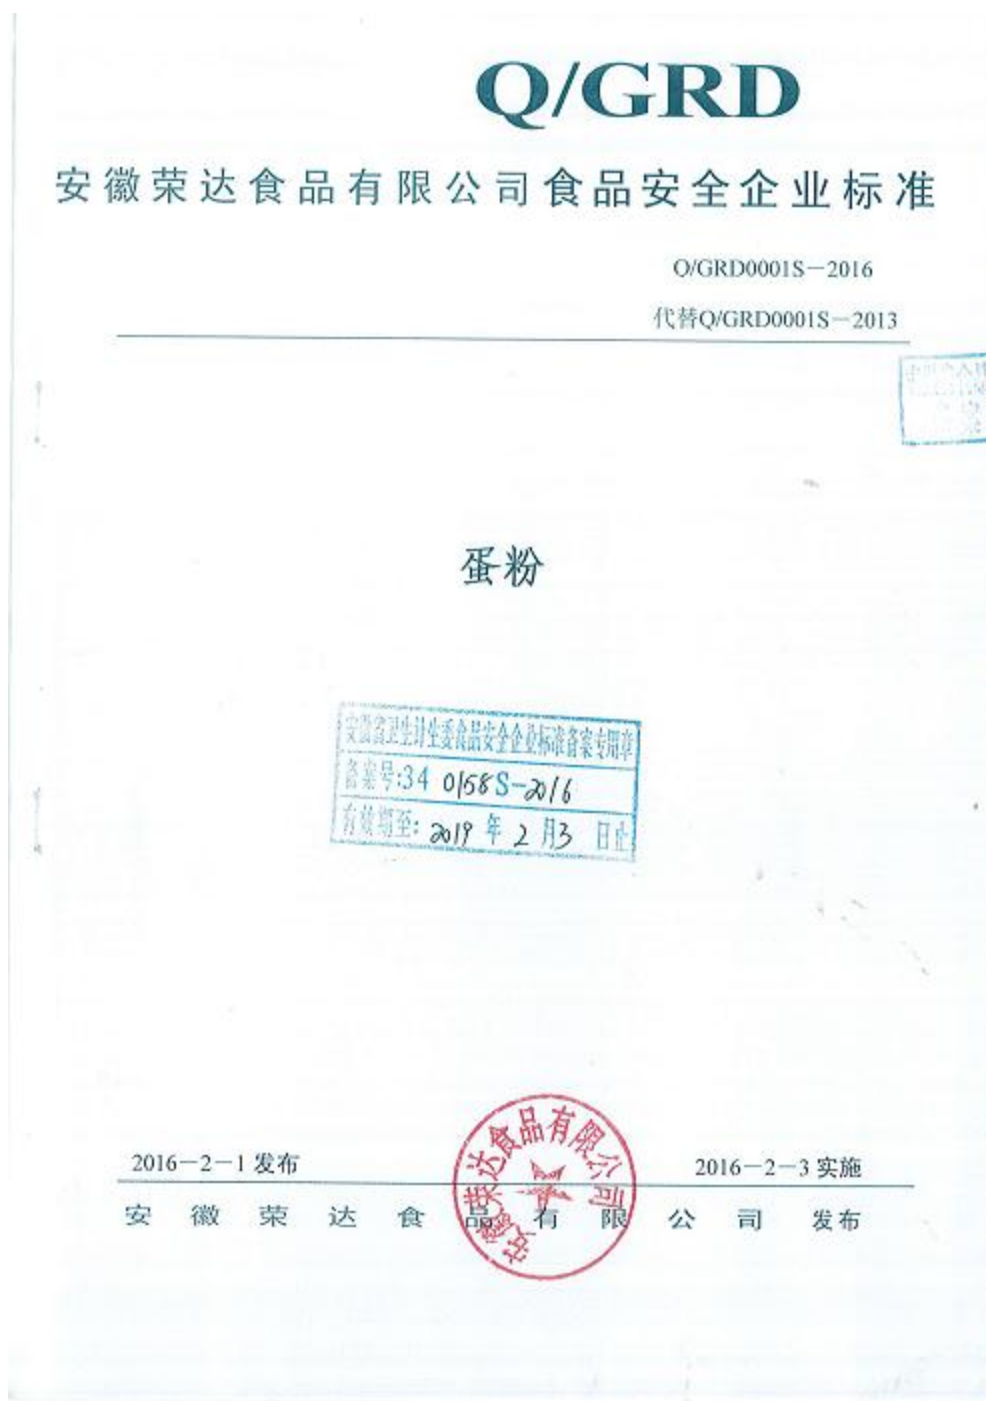 Q/GRD
安徽荣达食品有限公司食品安全企业标准
Q/GRD0001S－2016
代替Q/GRD0001S－2013
蛋粉
安徽省卫生计生委食品安全企业标准备案专用章
备案号:34 0158S-2016
有效期至: 2019 年 2 月 3 日止
安徽荣达食品有限公司
2016－2－1 发布
2016－2－3 实施
安徽荣达食品有限公司 发布